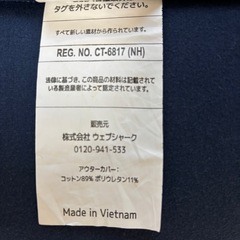 タグを外さないでください。
すべて新しい素材から作られています。
REG. NO. CT-6817 (NH)
法律に基づき、この商品の材料は記載されて
いる製造業者によって認定されています。
販売元
株式会社 ウェブシャーク
0120-941-533
アウターカバー：
コットン89% ポリウレタン11%
Made in Vietnam